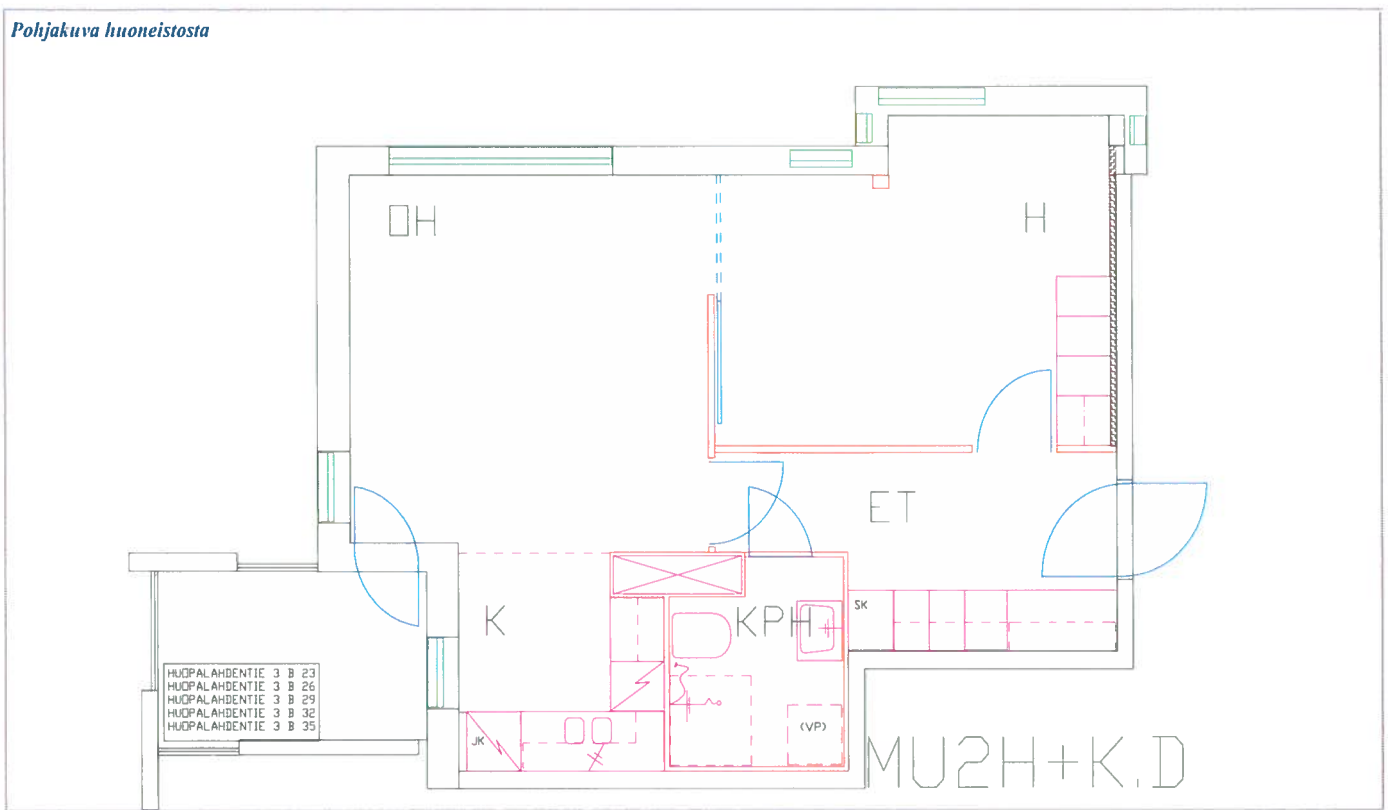 Pohjakuva huoneistosta
OH
H
ET
K
KPH
SK
JK
(VP)
HUOPALAHDENTIE 3 B 23
HUOPALAHDENTIE 3 B 26
HUOPALAHDENTIE 3 B 29
HUOPALAHDENTIE 3 B 32
HUOPALAHDENTIE 3 B 35
MU2H+K.D